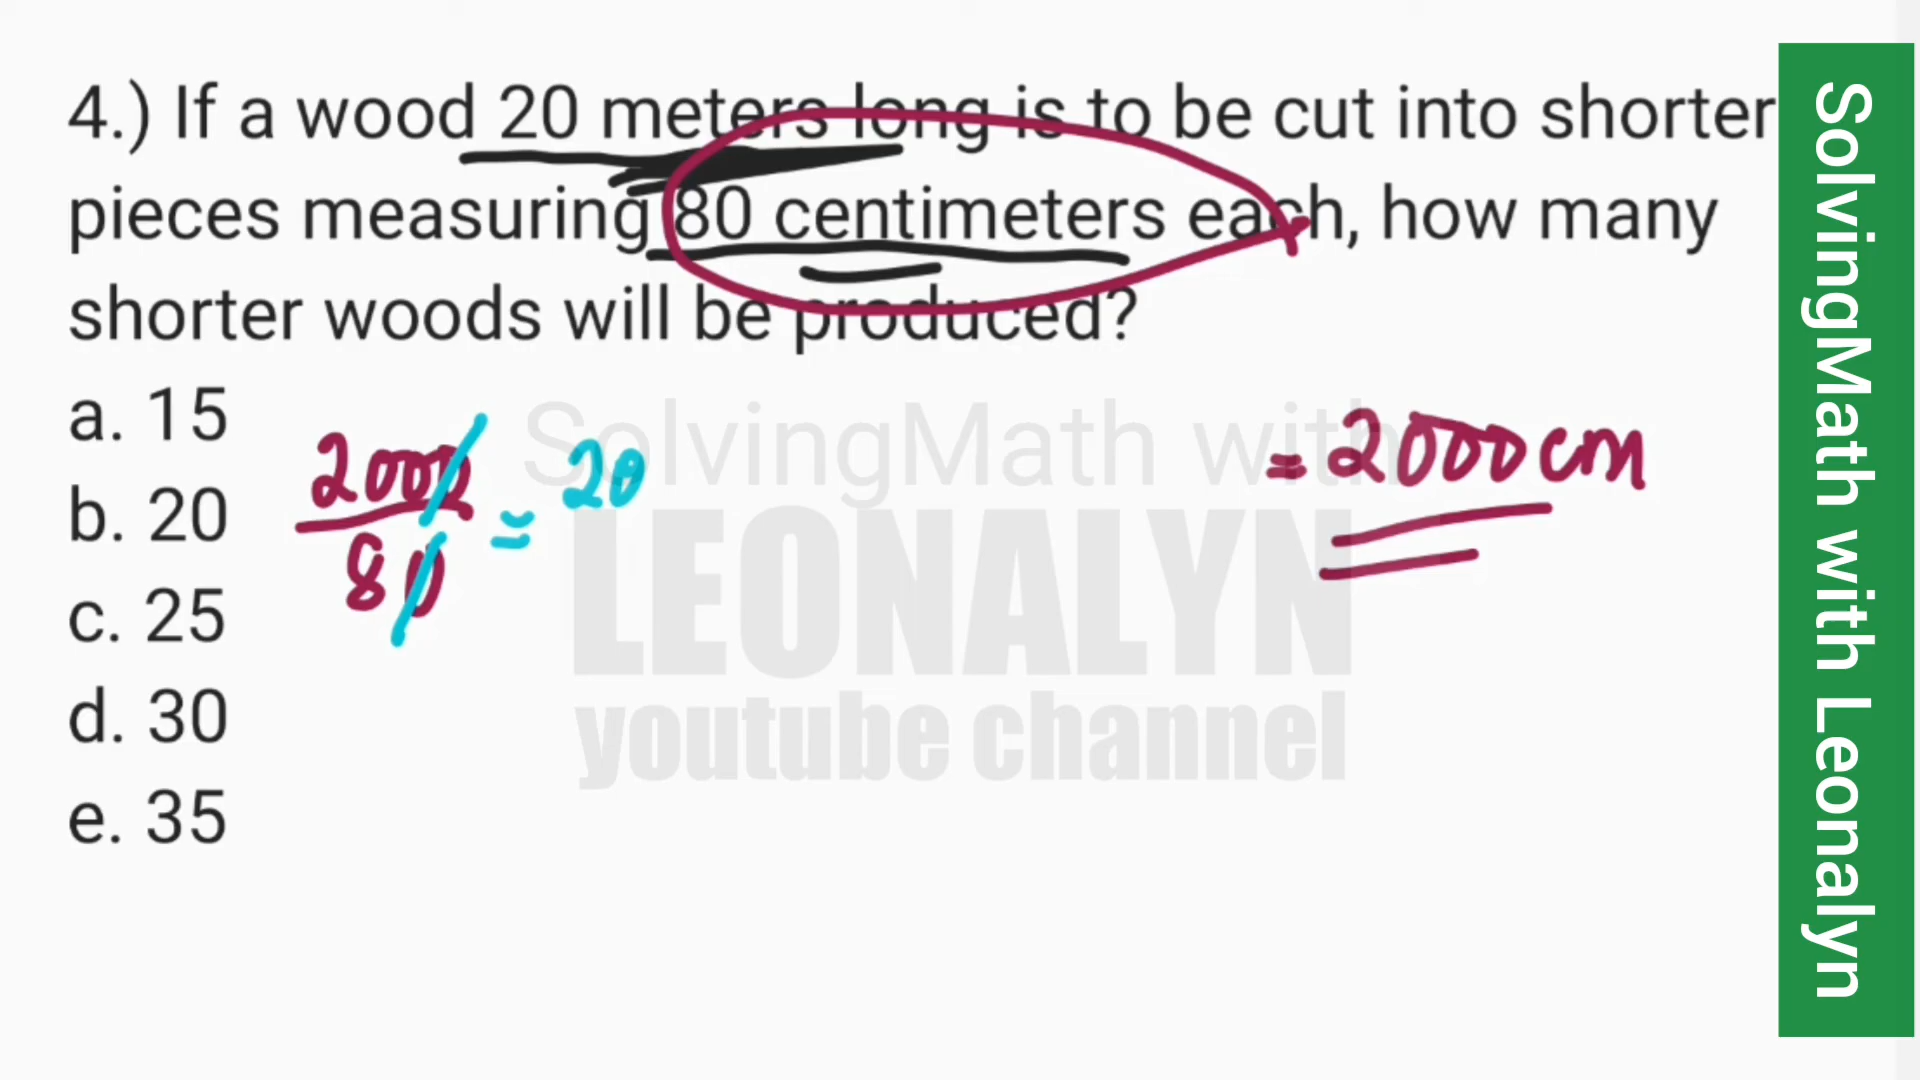 4.) If a wood 20 meters long is to be cut into shorter
pieces measuring 80 centimeters each, how many
shorter woods will be produced?
a. 15
b. 20
c. 25
d. 30
e. 35
2000
80
= 20
= 2000 cm
SolvingMath with
LEONALYN
youtube channel
SolvingMath with Leonalyn